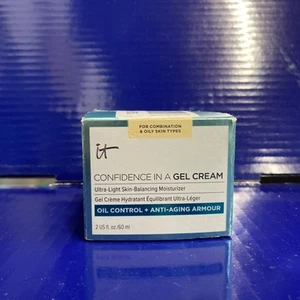 FOR COMBINATION
& OILY SKIN TYPES
it
CONFIDENCE IN A GEL CREAM
Ultra-Light Skin-Balancing Moisturizer
Gel Crème Hydratant Équilibrant Ultra-Léger
OIL CONTROL + ANTI-AGING ARMOUR
2 US fl. oz./60 ml